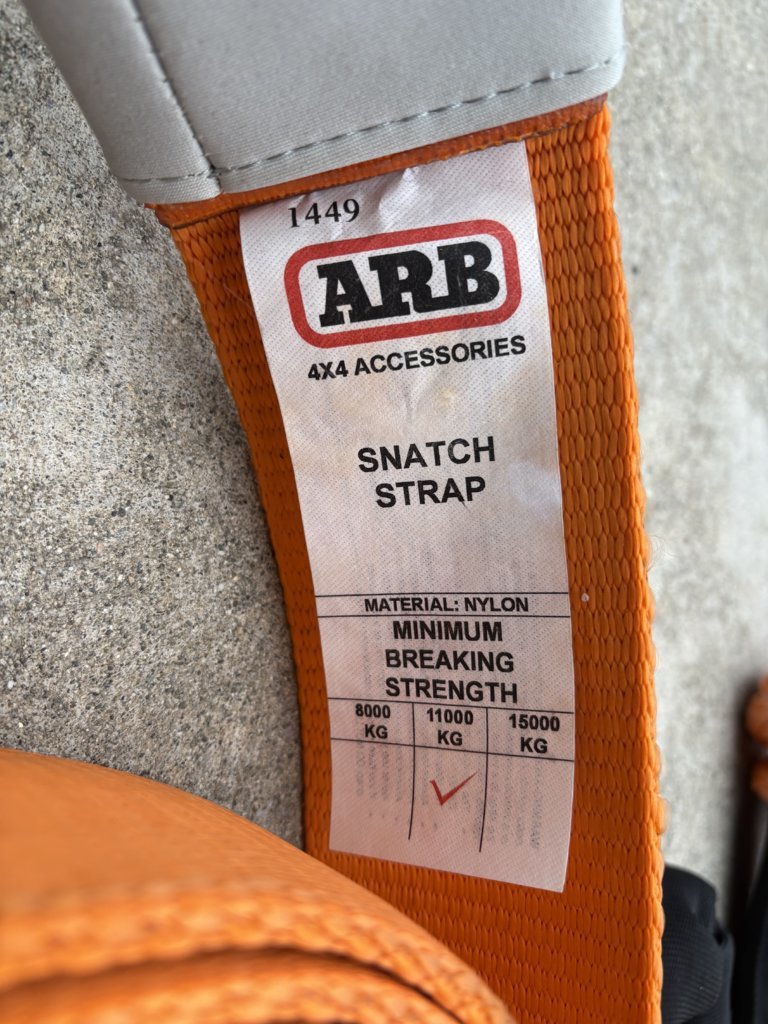 1449
ARB
4X4 ACCESSORIES
SNATCH
STRAP
MATERIAL: NYLON
MINIMUM
BREAKING
STRENGTH
8000 11000 15000
KG KG KG